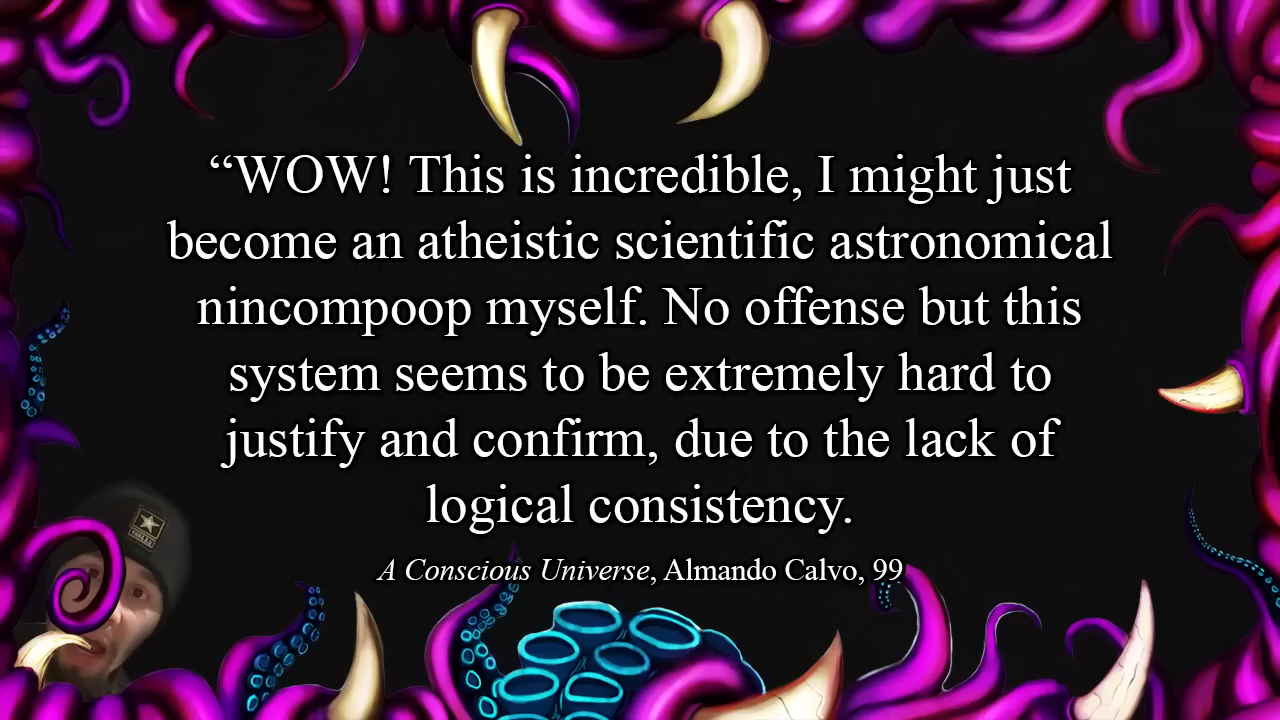 “WOW! This is incredible, I might just
become an atheistic scientific astronomical
nincompoop myself. No offense but this
system seems to be extremely hard to
justify and confirm, due to the lack of
logical consistency.
A Conscious Universe, Almando Calvo, 99